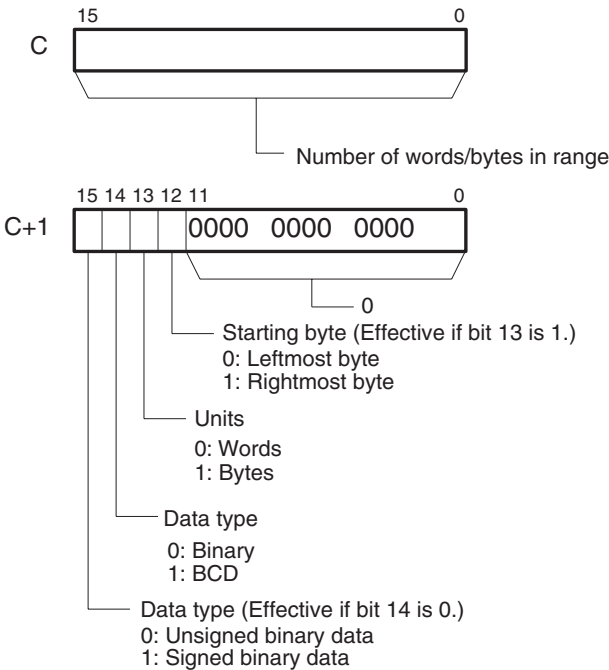 15 0
C
Number of words/bytes in range
15 14 13 12 11 0
C+1
0000 0000 0000
0
Starting byte (Effective if bit 13 is 1.)
0: Leftmost byte
1: Rightmost byte
Units
0: Words
1: Bytes
Data type
0: Binary
1: BCD
Data type (Effective if bit 14 is 0.)
0: Unsigned binary data
1: Signed binary data